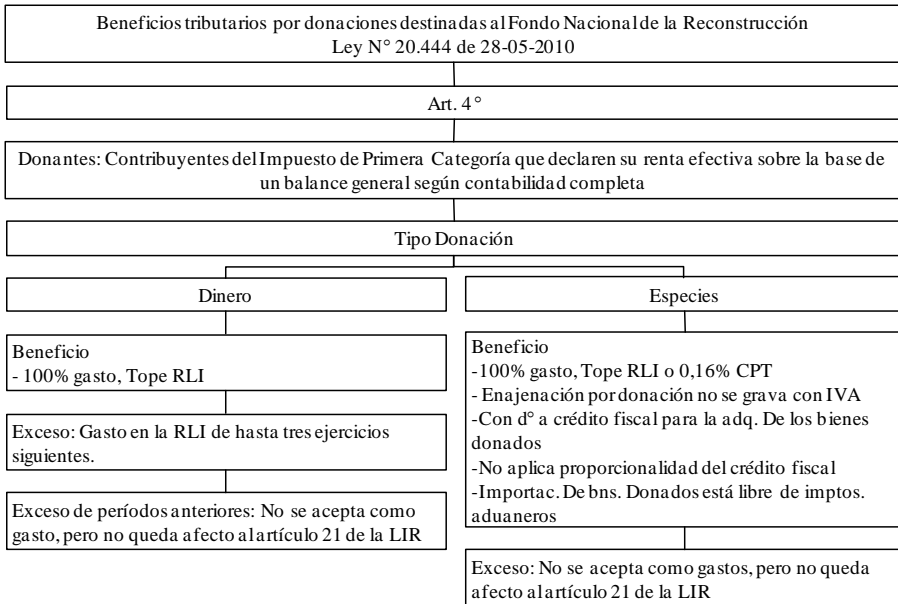 Beneficios tributarios por donaciones destinadas al Fondo Nacional de la Reconstrucción
Ley N° 20.444 de 28-05-2010
Art. 4°
Donantes: Contribuyentes del Impuesto de Primera Categoría que declaren su renta efectiva sobre la base de
un balance general según contabilidad completa
Tipo Donación
Dinero
Beneficio
- 100% gasto, Tope RLI
Exceso: Gasto en la RLI de hasta tres ejercicios
siguientes.
Exceso de períodos anteriores: No se acepta como
gasto, pero no queda afecto al artículo 21 de la LIR
Especies
Beneficio
-100% gasto, Tope RLI o 0,16% CPT
- Enajenación por donación no se grava con IVA
-Con d° a crédito fiscal para la adq. De los bienes
donados
-No aplica proporcionalidad del crédito fiscal
-Importac. De bns. Donados está libre de imptos.
aduaneros
Exceso: No se acepta como gastos, pero no queda
afecto al artículo 21 de la LIR